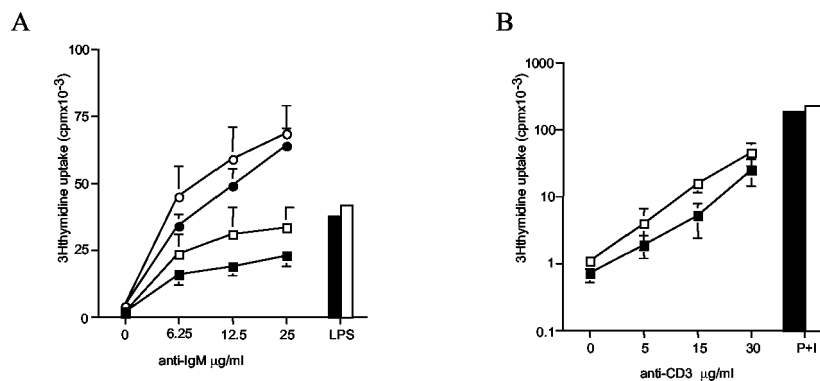 A
3Hthymidine uptake (cpmx10⁻³)
100
75
50
25
0
0 6.25 12.5 25 LPS
anti-IgM µg/ml
B
3Hthymidine uptake (cpmx10⁻³)
1000
100
10
1
0.1
0 5 15 30 P+I
anti-CD3 µg/ml